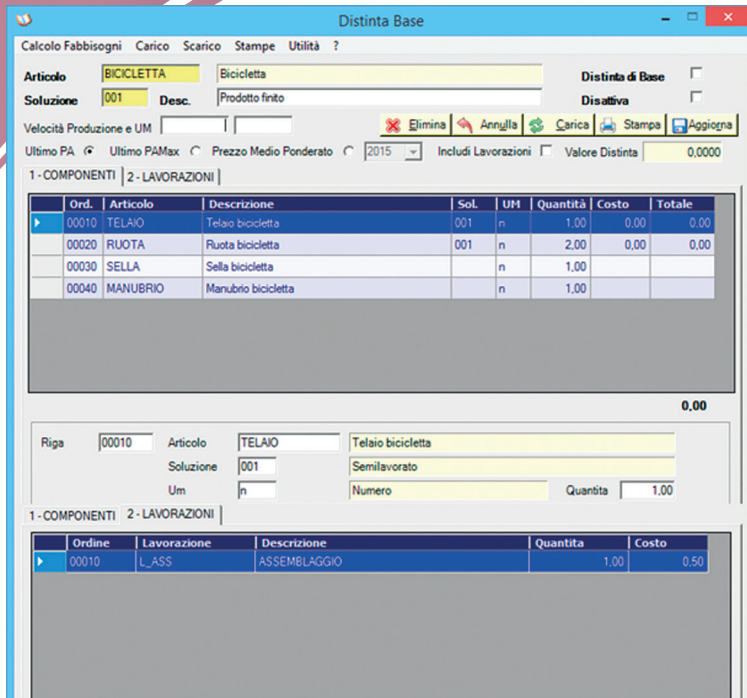 Distinta Base
Calcolo Fabbisogni Carico Scarico Stampe Utilità ?
Articolo BICICLETTA Bicicletta Distinta di Base
Soluzione 001 Desc. Prodotto finito Disattiva
Velocità Produzione e UM Elimina Annulla Carica Stampa Aggiorna
Ultimo PA Ultimo PAMax Prezzo Medio Ponderato 2015 Includi Lavorazioni Valore Distinta 0,0000
1 - COMPONENTI 2 - LAVORAZIONI
Ord. Articolo Descrizione Sol. UM Quantità Costo Totale
00010 TELAIO Telaio bicicletta 001 n 1,00 0,00 0,00
00020 RUOTA Ruota bicicletta 001 n 2,00 0,00 0,00
00030 SELLA Sella bicicletta n 1,00
00040 MANUBRIO Manubrio bicicletta n 1,00
0,00
Riga 00010 Articolo TELAIO Telaio bicicletta
Soluzione 001 Semilavorato
Um n Numero Quantita 1,00
1 - COMPONENTI 2 - LAVORAZIONI
Ordine Lavorazione Descrizione Quantita Costo
00010 L_ASS ASSEMBLAGGIO 1,00 0,50